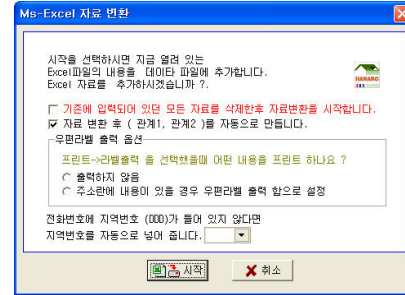 Ms-Excel 자료 변환
시작을 선택하시면 지금 열려 있는
Excel파일의 내용을 데이타 파일에 추가합니다.
Excel 자료를 추가하시겠습니까 ?.
HANARO
기존에 입력되어 있던 모든 자료를 삭제한후 자료변환을 시작합니다.
자료 변환 후 ( 관계1, 관계2 )를 자동으로 만듭니다.
우편라벨 출력 옵션
프린트->라벨출력 을 선택했을때 어떤 내용을 프린트 하나요 ?
출력하지 않음
주소란에 내용이 있을 경우 우편라벨 출력 함으로 설정
전화번호에 지역번호 (DDD)가 들어 있지 않다면
지역번호를 자동으로 넣어 줍니다.
시작
취소